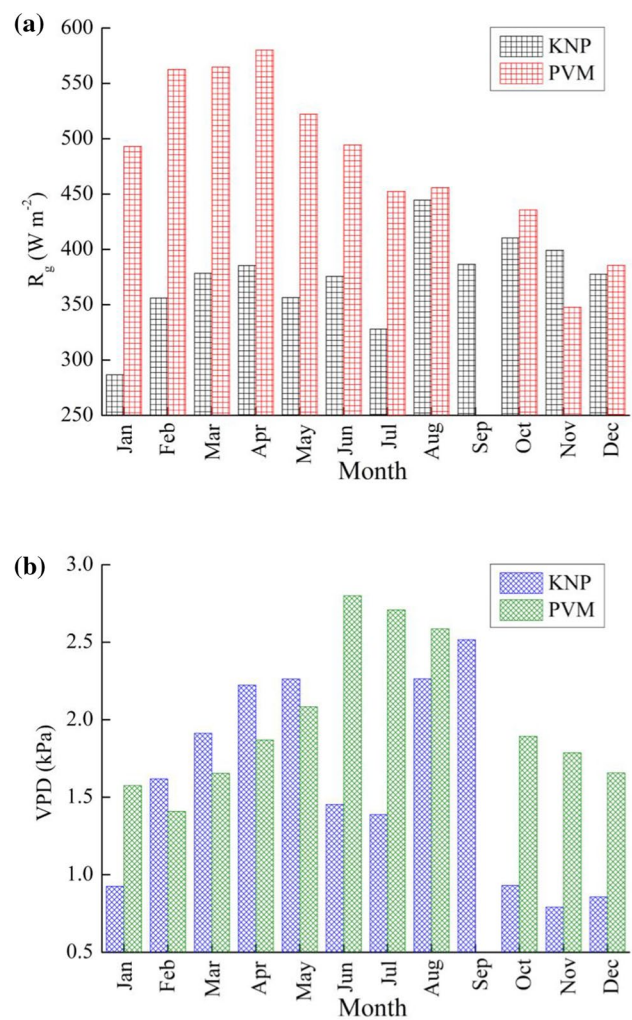 (a)
600
550
500
450
400
350
300
250
R_g (W m^-2)
KNP
PVM
Jan
Feb
Mar
Apr
May
Jun
Jul
Aug
Sep
Oct
Nov
Dec
Month
(b)
3.0
2.5
2.0
1.5
1.0
0.5
VPD (kPa)
KNP
PVM
Jan
Feb
Mar
Apr
May
Jun
Jul
Aug
Sep
Oct
Nov
Dec
Month